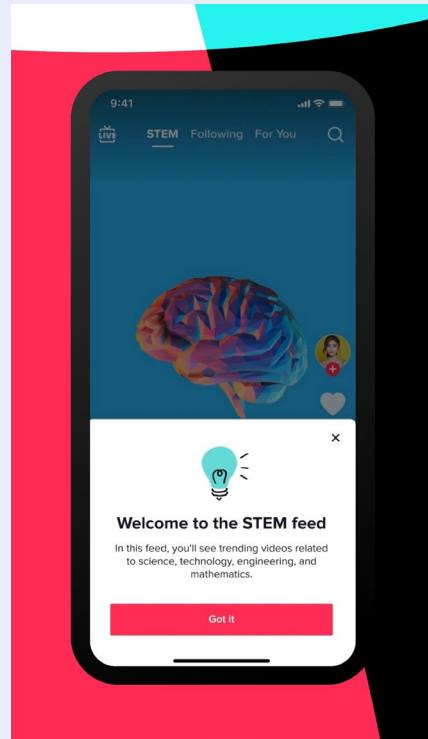 9:41
LIVE STEM Following For You
Welcome to the STEM feed
In this feed, you'll see trending videos related
to science, technology, engineering, and
mathematics.
Got it